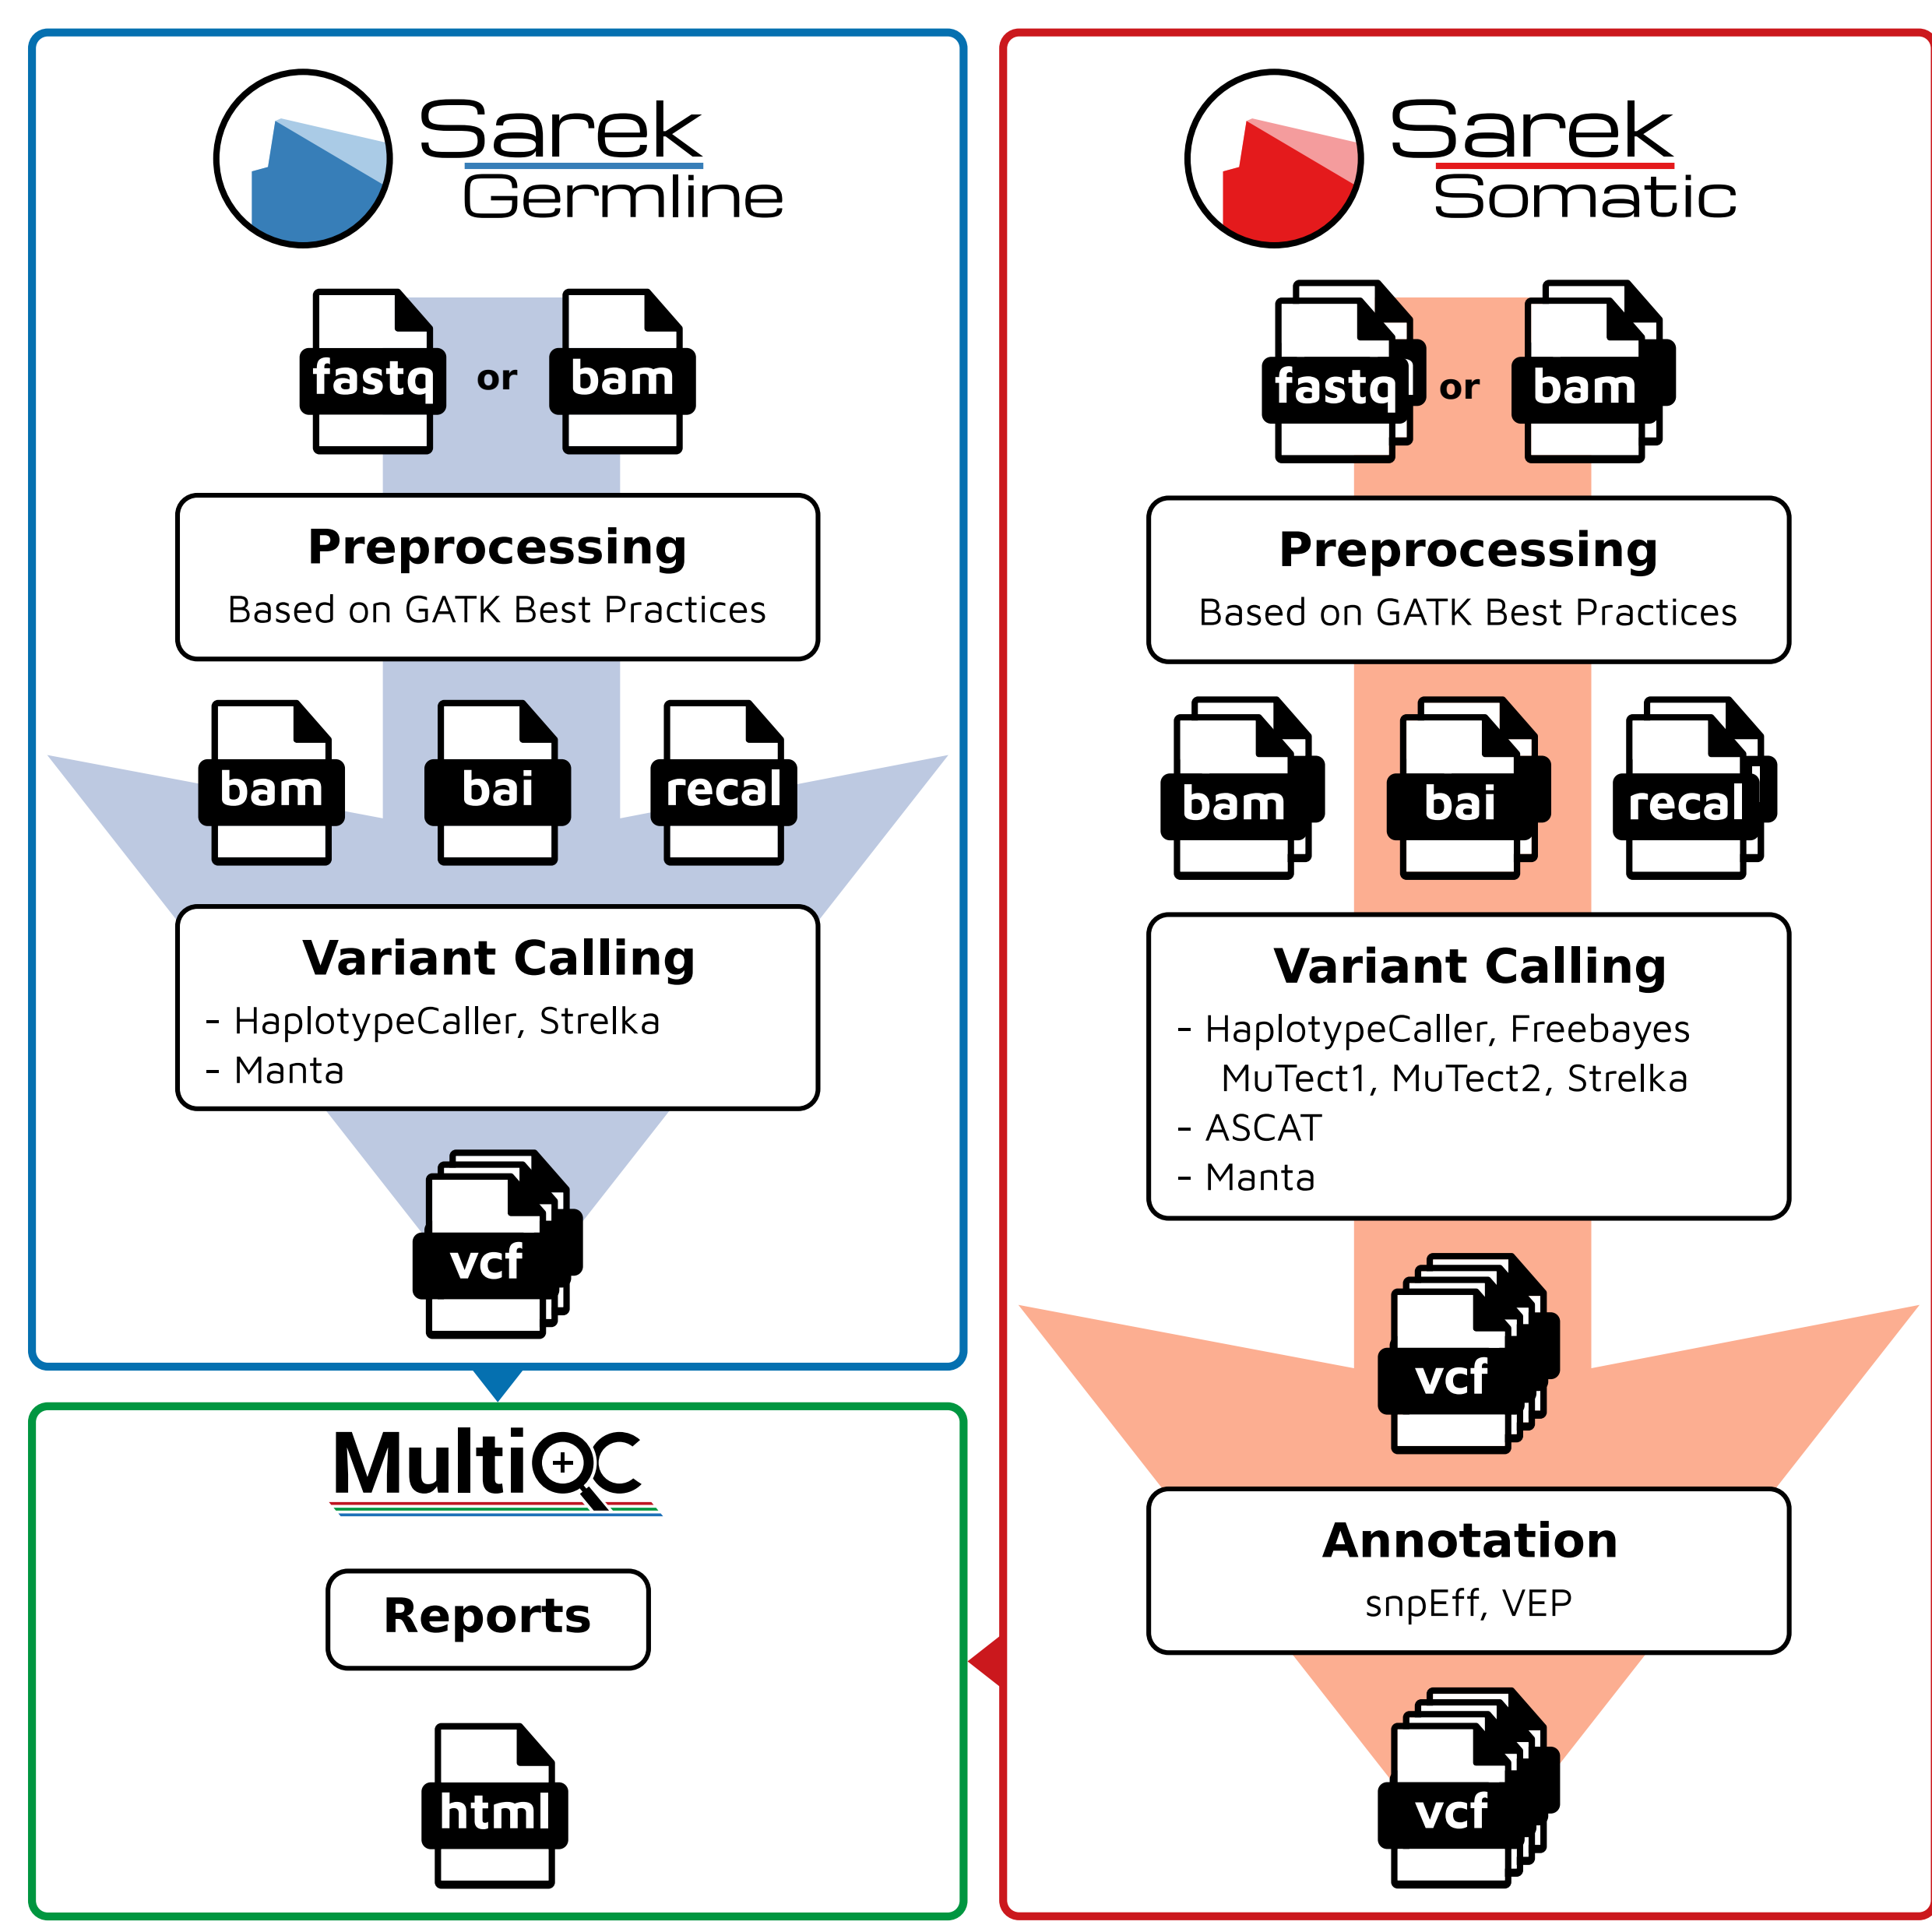 Sarek
Germline
fastq or bam
Preprocessing
Based on GATK Best Practices
bam bai recal
Variant Calling
- HaplotypeCaller, Strelka
- Manta
vcf
MultiQC
Reports
html
Sarek
Somatic
fastq or bam
Preprocessing
Based on GATK Best Practices
bam bai recal
Variant Calling
- HaplotypeCaller, Freebayes
MuTect1, MuTect2, Strelka
- ASCAT
- Manta
vcf
Annotation
snpEff, VEP
vcf